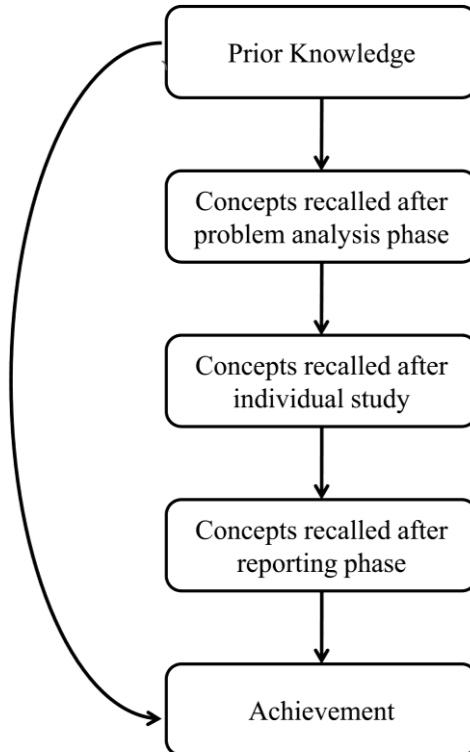 Prior Knowledge
Concepts recalled after
problem analysis phase
Concepts recalled after
individual study
Concepts recalled after
reporting phase
Achievement